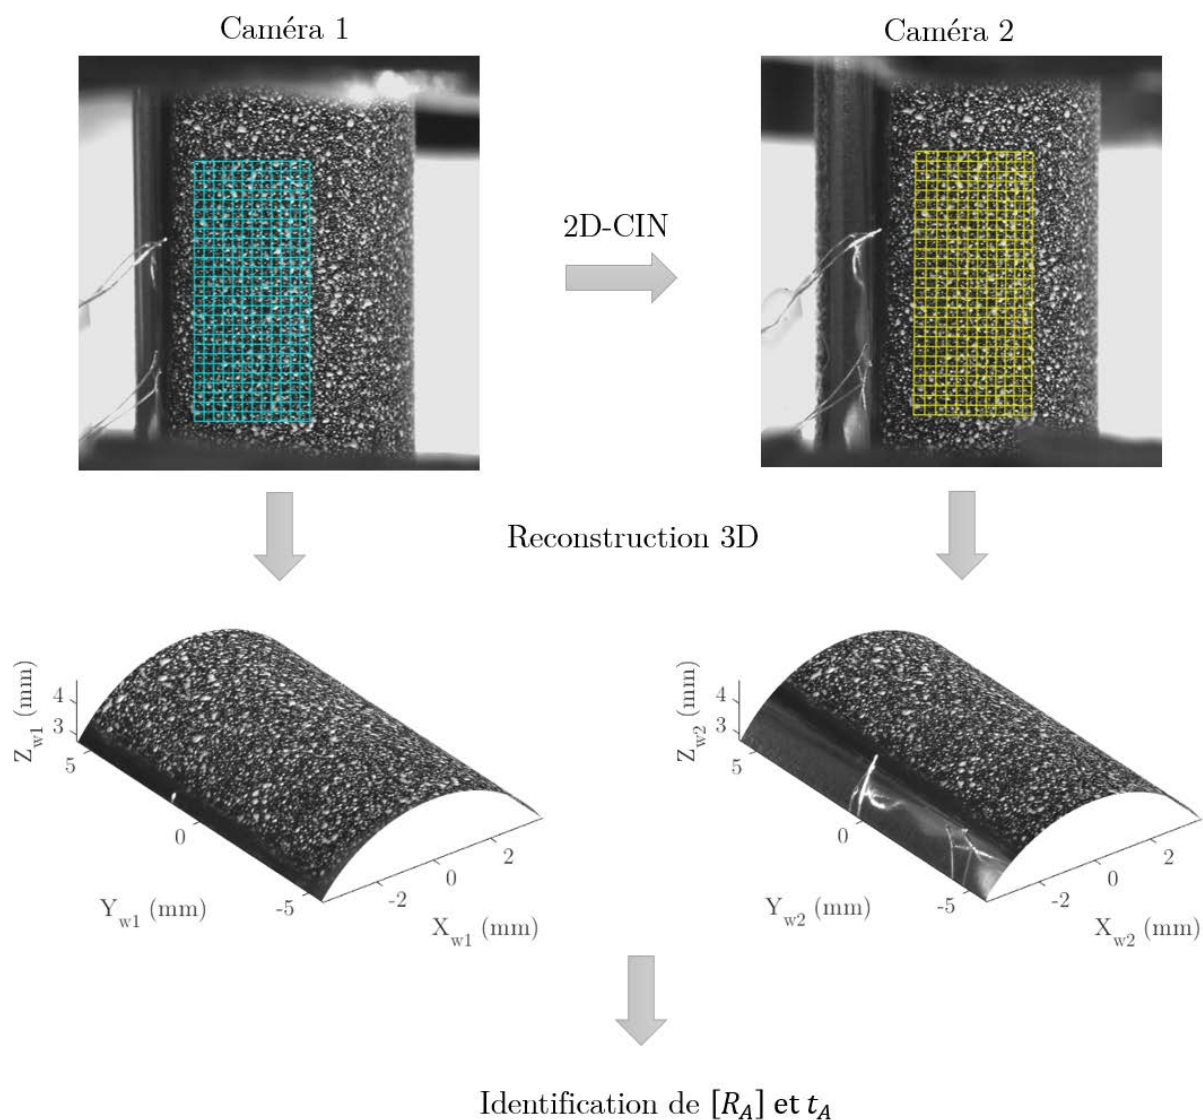 Caméra 1
Caméra 2
2D-CIN
Reconstruction 3D
Z_w1 (mm)
4
3
5
0
-5
Y_w1 (mm)
-2
0
2
X_w1 (mm)
Z_w2 (mm)
4
3
5
0
-5
Y_w2 (mm)
-2
0
2
X_w2 (mm)
Identification de [R_A] et t_A